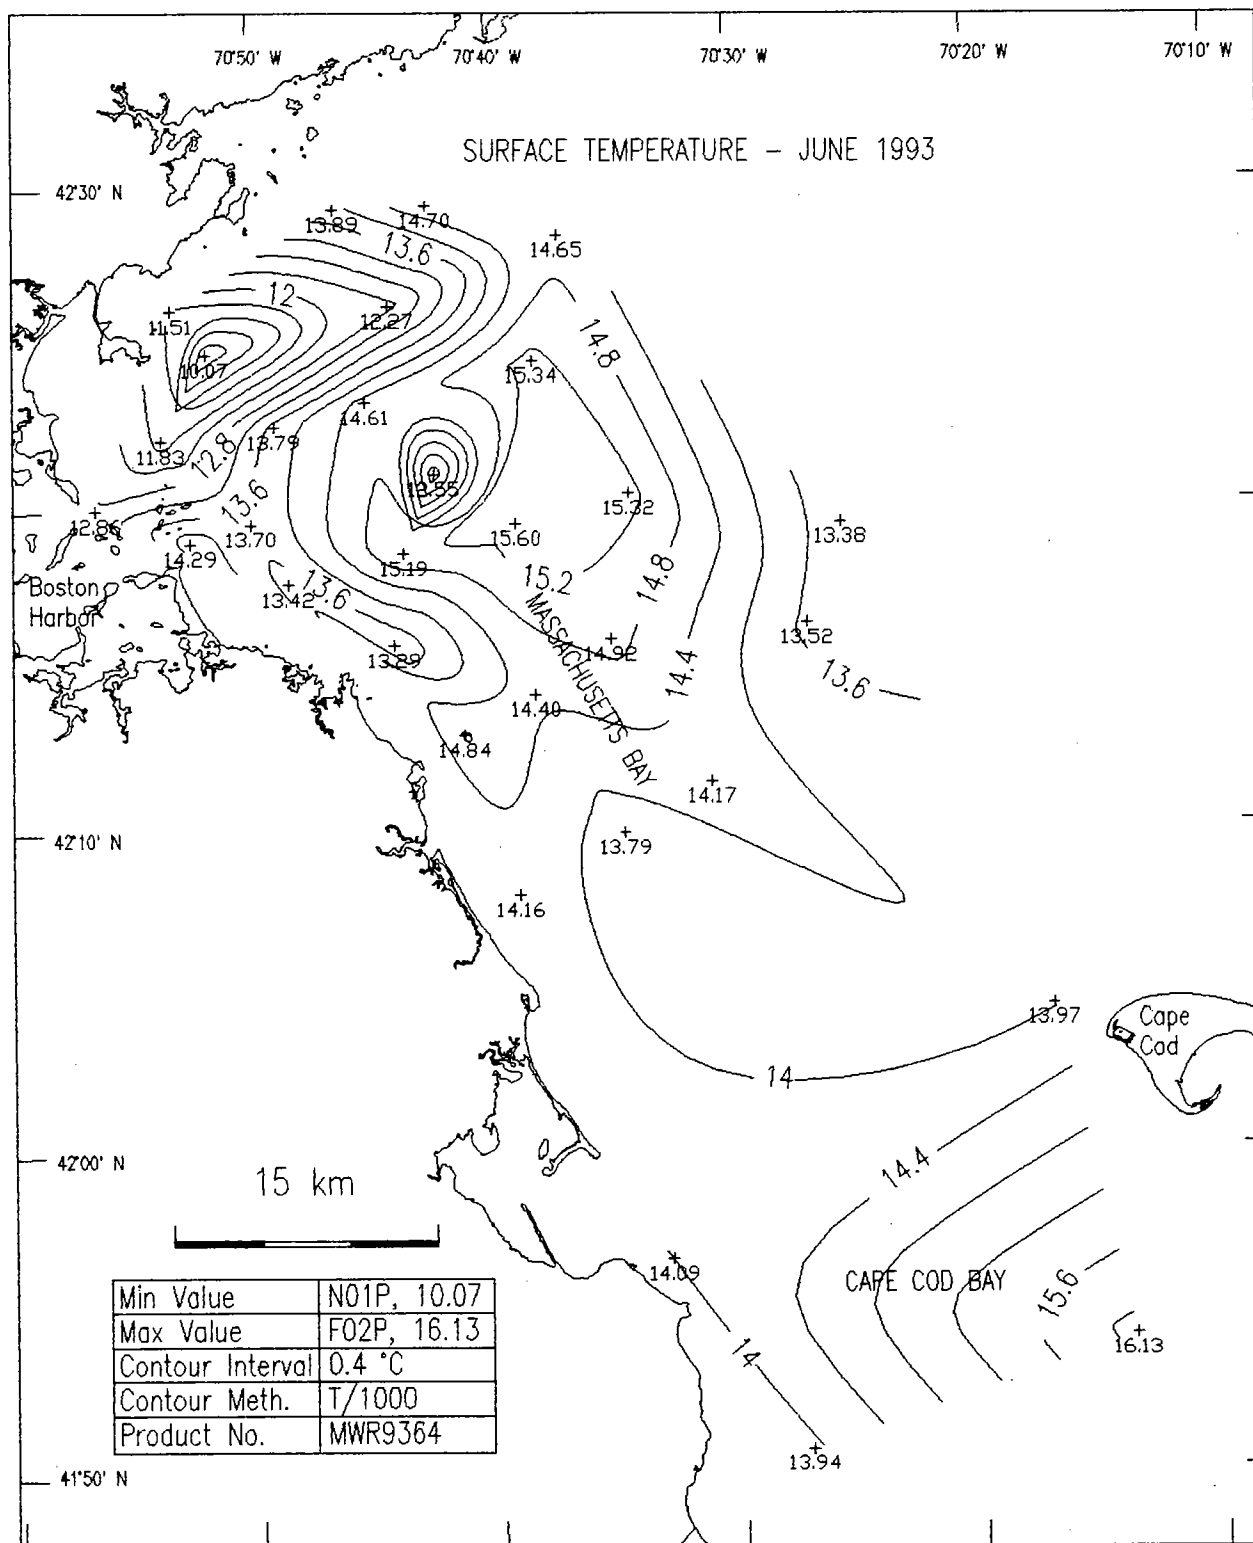 70°50' W 70°40' W 70°30' W 70°20' W 70°10' W
SURFACE TEMPERATURE - JUNE 1993
42°30' N
13.89 14.70
13.6 14.65
12
11.51 12.27
14.8
10.07 15.34
14.61
13.79
11.83 12.8
13.6 15.32
12.86 13.70 15.60 13.38
14.29 15.19
15.2 14.8
Boston
Harbor
13.42 13.6
MASSACHUSETTS BAY
13.52
13.29 14.92
14.4 13.6
14.40
14.84
14.17
42°10' N
13.79
14.16
13.97
Cape
Cod
14
42°00' N
14.4
15 km
14.09 CAPE COD BAY 15.6
Min Value N01P, 10.07
Max Value F02P, 16.13
Contour Interval 0.4 °C
Contour Meth. T/1000
Product No. MWR9364
14 16.13
13.94
41°50' N